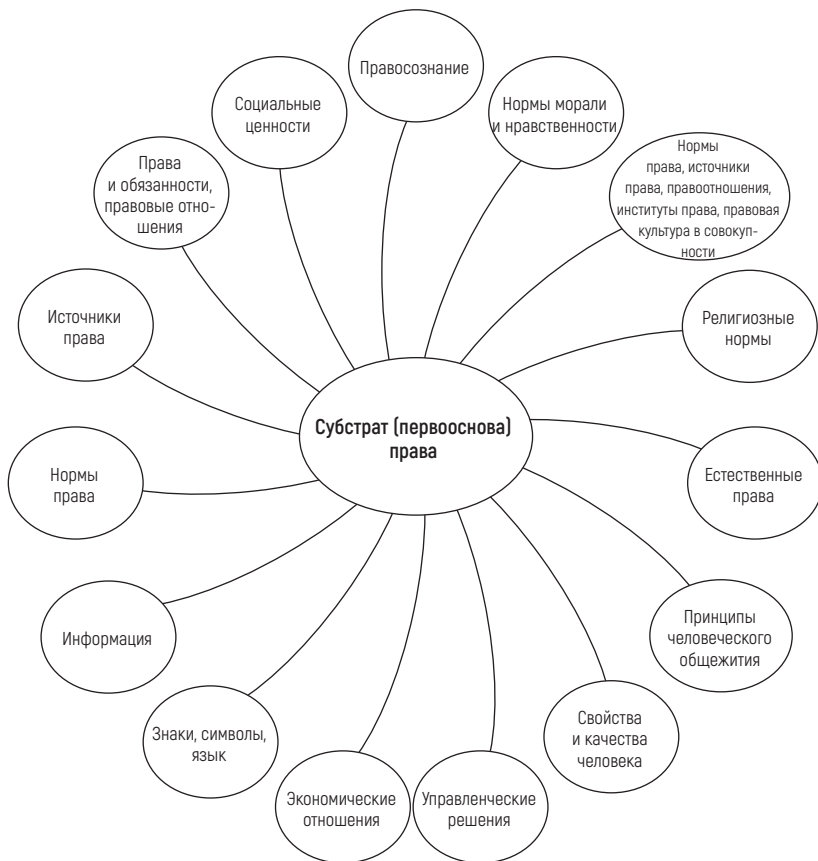 Правосознание
Социальные
ценности
Нормы морали
и нравственности
Нормы
права, источники
права, правоотношения,
институты права, правовая
культура в совокуп-
ности
Права
и обязанности,
правовые отно-
шения
Источники
права
Религиозные
нормы
Субстрат (первооснова)
права
Нормы
права
Естественные
права
Информация
Принципы
человеческого
общежития
Знаки, символы,
язык
Свойства
и качества
человека
Экономические
отношения
Управленческие
решения